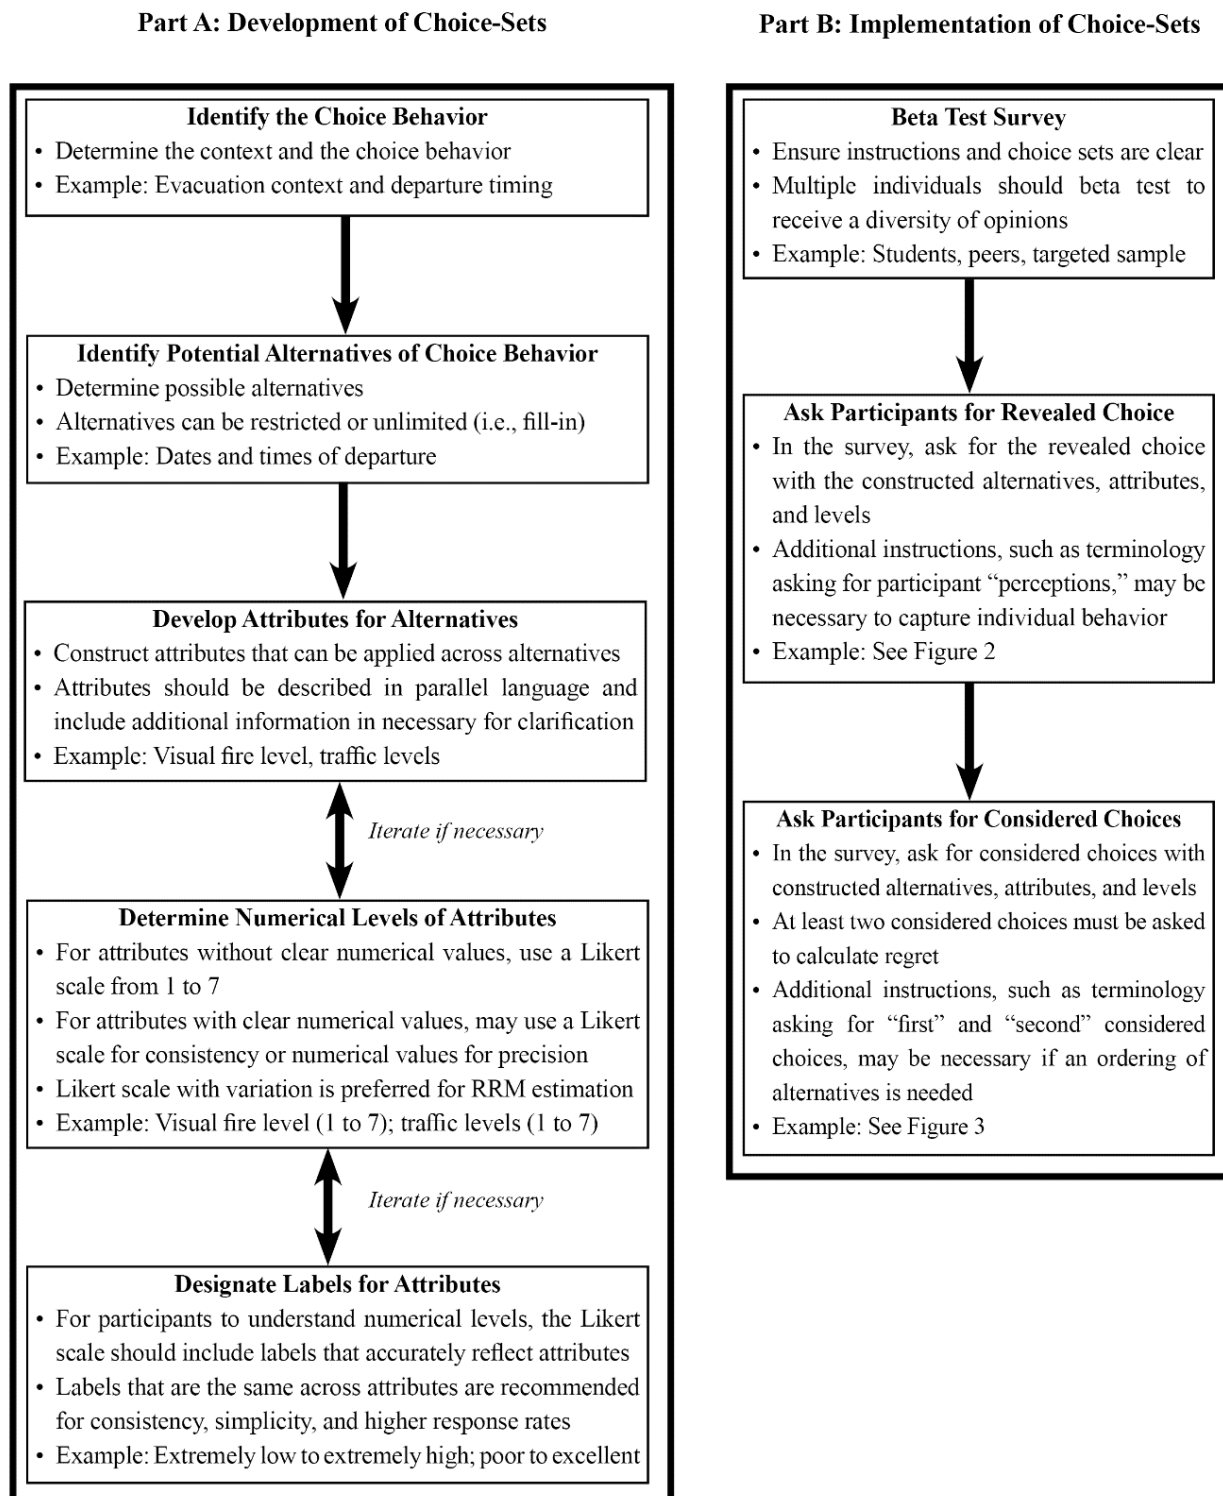 Part A: Development of Choice-Sets
Identify the Choice Behavior
• Determine the context and the choice behavior
• Example: Evacuation context and departure timing
Identify Potential Alternatives of Choice Behavior
• Determine possible alternatives
• Alternatives can be restricted or unlimited (i.e., fill-in)
• Example: Dates and times of departure
Develop Attributes for Alternatives
• Construct attributes that can be applied across alternatives
• Attributes should be described in parallel language and
include additional information in necessary for clarification
• Example: Visual fire level, traffic levels
Iterate if necessary
Determine Numerical Levels of Attributes
• For attributes without clear numerical values, use a Likert
scale from 1 to 7
• For attributes with clear numerical values, may use a Likert
scale for consistency or numerical values for precision
• Likert scale with variation is preferred for RRM estimation
• Example: Visual fire level (1 to 7); traffic levels (1 to 7)
Iterate if necessary
Designate Labels for Attributes
• For participants to understand numerical levels, the Likert
scale should include labels that accurately reflect attributes
• Labels that are the same across attributes are recommended
for consistency, simplicity, and higher response rates
• Example: Extremely low to extremely high; poor to excellent
Part B: Implementation of Choice-Sets
Beta Test Survey
• Ensure instructions and choice sets are clear
• Multiple individuals should beta test to
receive a diversity of opinions
• Example: Students, peers, targeted sample
Ask Participants for Revealed Choice
• In the survey, ask for the revealed choice
with the constructed alternatives, attributes,
and levels
• Additional instructions, such as terminology
asking for participant “perceptions,” may be
necessary to capture individual behavior
• Example: See Figure 2
Ask Participants for Considered Choices
• In the survey, ask for considered choices with
constructed alternatives, attributes, and levels
• At least two considered choices must be asked
to calculate regret
• Additional instructions, such as terminology
asking for “first” and “second” considered
choices, may be necessary if an ordering of
alternatives is needed
• Example: See Figure 3